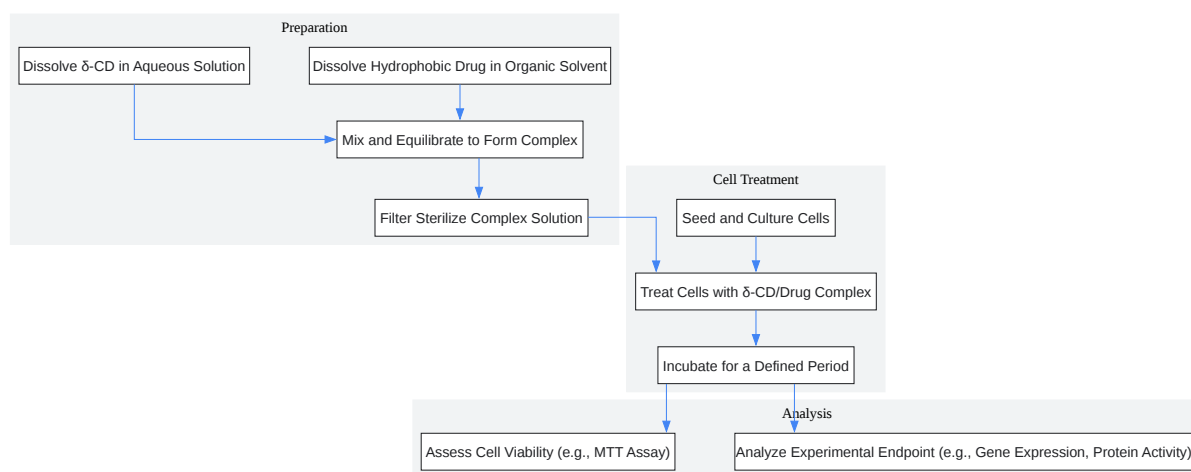 Preparation
Dissolve δ-CD in Aqueous Solution
Dissolve Hydrophobic Drug in Organic Solvent
Mix and Equilibrate to Form Complex
Filter Sterilize Complex Solution
Cell Treatment
Seed and Culture Cells
Treat Cells with δ-CD/Drug Complex
Incubate for a Defined Period
Analysis
Assess Cell Viability (e.g., MTT Assay)
Analyze Experimental Endpoint (e.g., Gene Expression, Protein Activity)